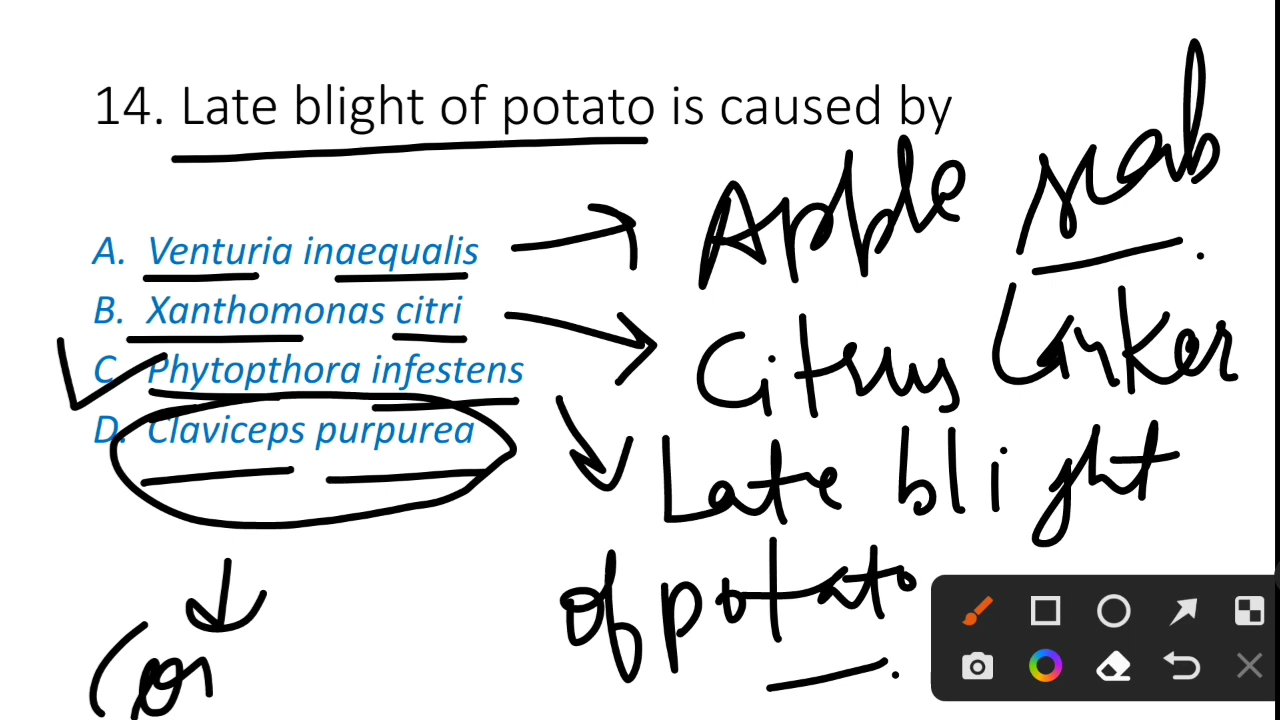 14. Late blight of potato is caused by
A. Venturia inaequalis
Apple scab.
B. Xanthomonas citri
Citrus Canker
C. Phytopthora infestens
Late blight
of potato.
D. Claviceps purpurea